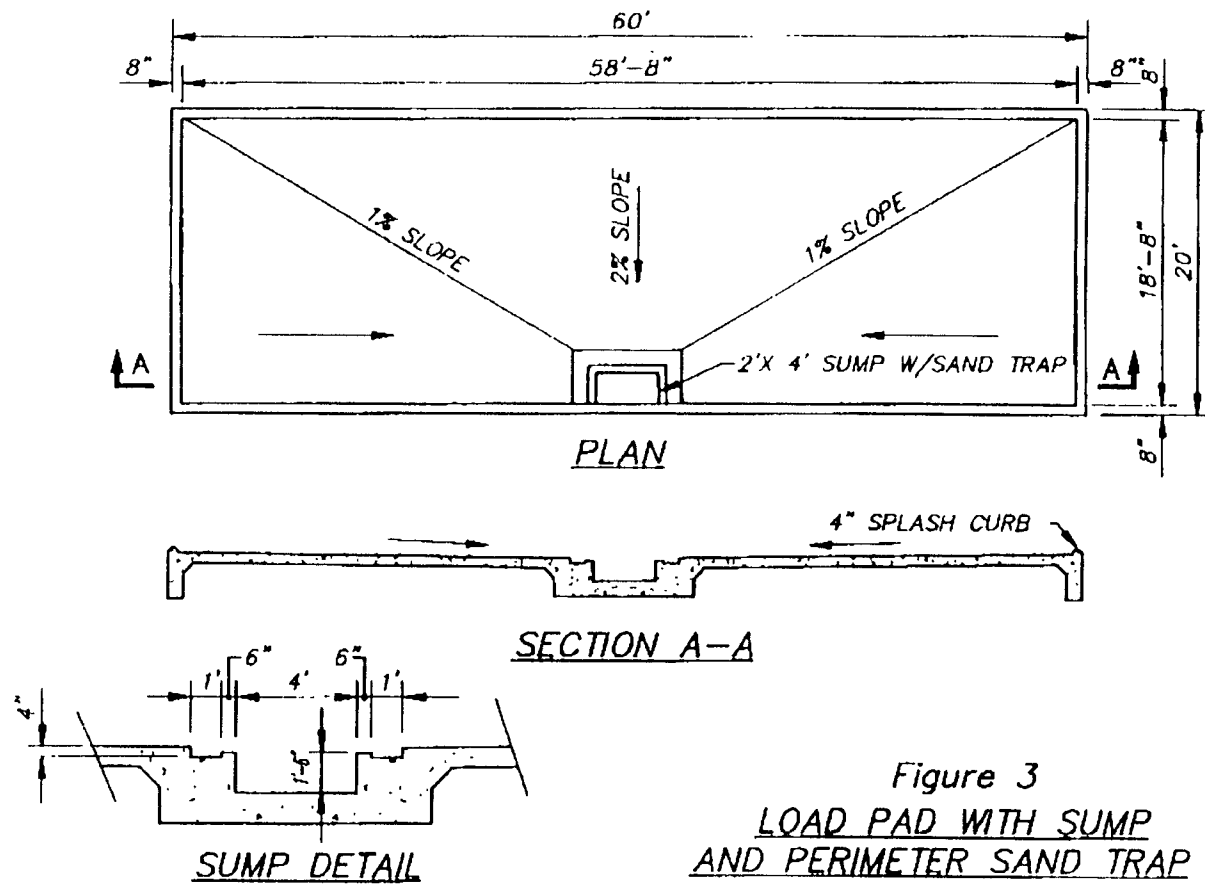 60'
8" 58'-8" 8" 8"
1% SLOPE
2% SLOPE
1% SLOPE
18'-8"
20'
A
2'X 4' SUMP W/SAND TRAP
A
8"
PLAN
4" SPLASH CURB
SECTION A-A
6" 6"
1' 4' 1'
4"
1'-6"
SUMP DETAIL
Figure 3
LOAD PAD WITH SUMP
AND PERIMETER SAND TRAP